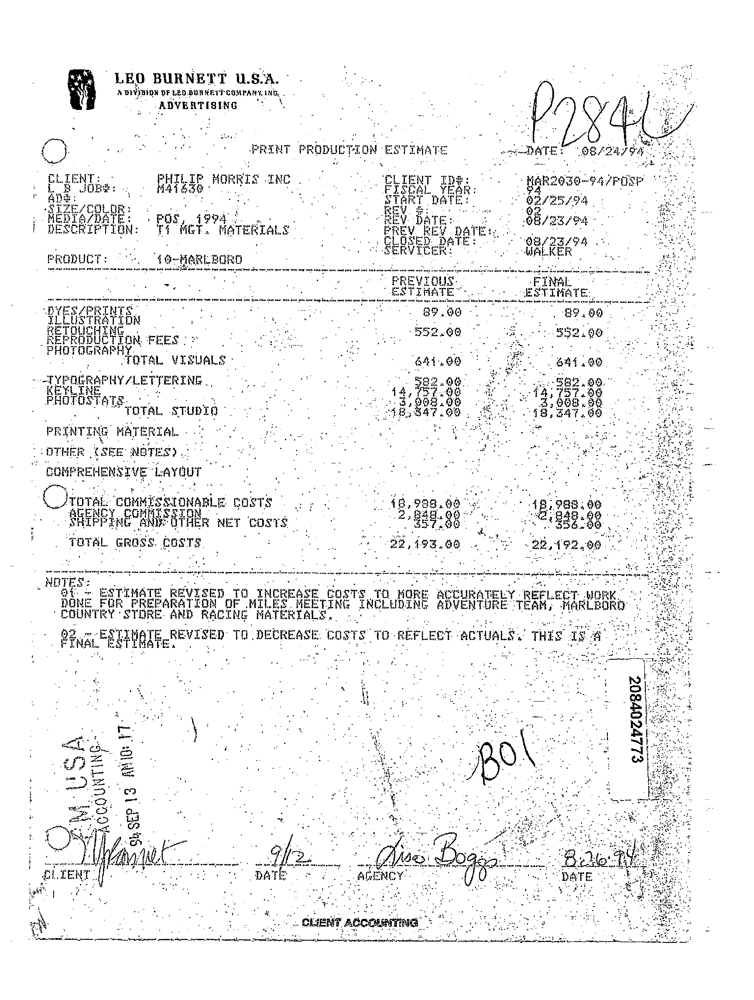 LEO BURNETT U.S.A.
A DIVISION OF LEO BURNETT COMPANY, INC.
ADVERTISING
P284L
PRINT PRODUCTION ESTIMATE DATE: 08/24/94
CLIENT: PHILIP MORRIS INC CLIENT ID#: MAR2030-94/POSP
L B JOB#: M41630 FISCAL YEAR: 94
AD#: START DATE: 02/25/94
SIZE/COLOR: REV #: 02
MEDIA/DATE: POS, 1994 REV DATE: 08/23/94
DESCRIPTION: T1 MGT. MATERIALS PREV REV DATE:
CLOSED DATE: 08/23/94
SERVICER: WALKER
PRODUCT: 10-MARLBORO
PREVIOUS FINAL
ESTIMATE ESTIMATE
DYES/PRINTS 89.00 89.00
ILLUSTRATION
RETOUCHING 552.00 552.00
REPRODUCTION FEES
PHOTOGRAPHY
TOTAL VISUALS 641.00 641.00
TYPOGRAPHY/LETTERING 582.00 582.00
KEYLINE 14,757.00 14,757.00
PHOTOSTATS 3,008.00 3,008.00
TOTAL STUDIO 18,347.00 18,347.00
PRINTING MATERIAL
OTHER (SEE NOTES)
COMPREHENSIVE LAYOUT
TOTAL COMMISSIONABLE COSTS 18,988.00 18,988.00
AGENCY COMMISSION 2,848.00 2,848.00
SHIPPING AND OTHER NET COSTS 357.00 356.00
TOTAL GROSS COSTS 22,193.00 22,192.00
NOTES:
01 - ESTIMATE REVISED TO INCREASE COSTS TO MORE ACCURATELY REFLECT WORK
DONE FOR PREPARATION OF MILES MEETING INCLUDING ADVENTURE TEAM, MARLBORO
COUNTRY STORE AND RACING MATERIALS.
02 - ESTIMATE REVISED TO DECREASE COSTS TO REFLECT ACTUALS. THIS IS A
FINAL ESTIMATE.
2084024773
B01
P.M. USA
ACCOUNTING
94 SEP 13 AM 10:17
9/12 Lisa Boggs 8.26.94
CLIENT DATE AGENCY DATE
CLIENT ACCOUNTING